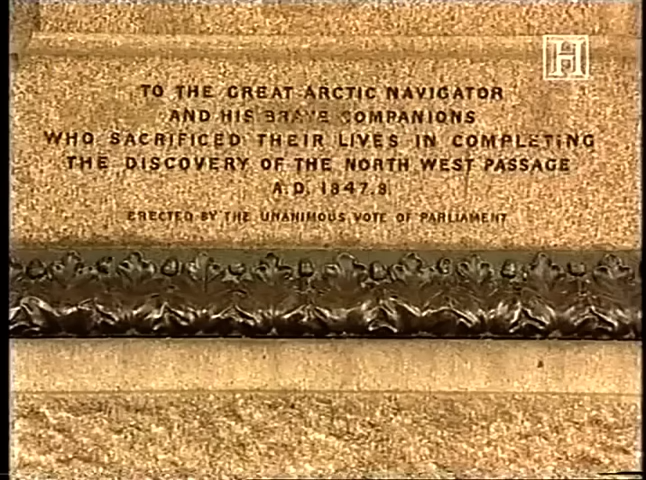 H
TO THE GREAT ARCTIC NAVIGATOR
AND HIS BRAVE COMPANIONS
WHO SACRIFICED THEIR LIVES IN COMPLETING
THE DISCOVERY OF THE NORTH WEST PASSAGE
A.D. 1847.8.
ERECTED BY THE UNANIMOUS VOTE OF PARLIAMENT